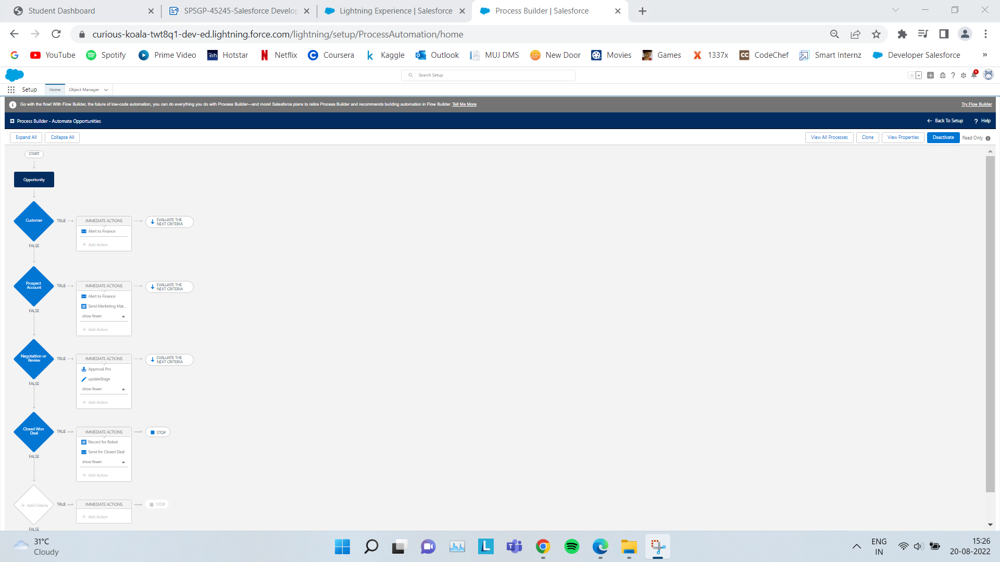 Student Dashboard
SPSGP-45245-Salesforce Develop
Lightning Experience | Salesforce
Process Builder | Salesforce
curious-koala-twt8q1-dev-ed.lightning.force.com/lightning/setup/ProcessAutomation/home
YouTube Spotify Prime Video Hotstar Netflix Coursera Kaggle Outlook MUJ DMS New Door Movies Games 1337x CodeChef Smart Internz Developer Salesforce »
Search Setup
1
Setup Home Object Manager
Go with the flow! With Flow Builder, the future of low-code automation, you can do everything you do with Process Builder—and more! Salesforce plans to retire Process Builder and recommends building automation in Flow Builder. Tell Me More
Try Flow Builder
Process Builder - Automate Opportunities
Back To Setup ? Help
Expand All Collapse All
View All Processes Clone View Properties Deactivate Read Only
START
Opportunity
Customer
TRUE
IMMEDIATE ACTIONS
Alert to Finance
+ Add Action
EVALUATE THE
NEXT CRITERIA
FALSE
Prospect
Account
TRUE
IMMEDIATE ACTIONS
Alert to Finance
Send Marketing Mat...
show fewer
+ Add Action
EVALUATE THE
NEXT CRITERIA
FALSE
Negotaition or
Review
TRUE
IMMEDIATE ACTIONS
Approval Pro
updateStage
show fewer
+ Add Action
EVALUATE THE
NEXT CRITERIA
FALSE
Closed Won
Deal
TRUE
IMMEDIATE ACTIONS
Record for Robot
Send for Closed Deal
show fewer
+ Add Action
STOP
FALSE
+ Add Criteria
TRUE
IMMEDIATE ACTIONS
+ Add Action
STOP
FALSE
31°C
Cloudy
ENG
IN
15:26
20-08-2022